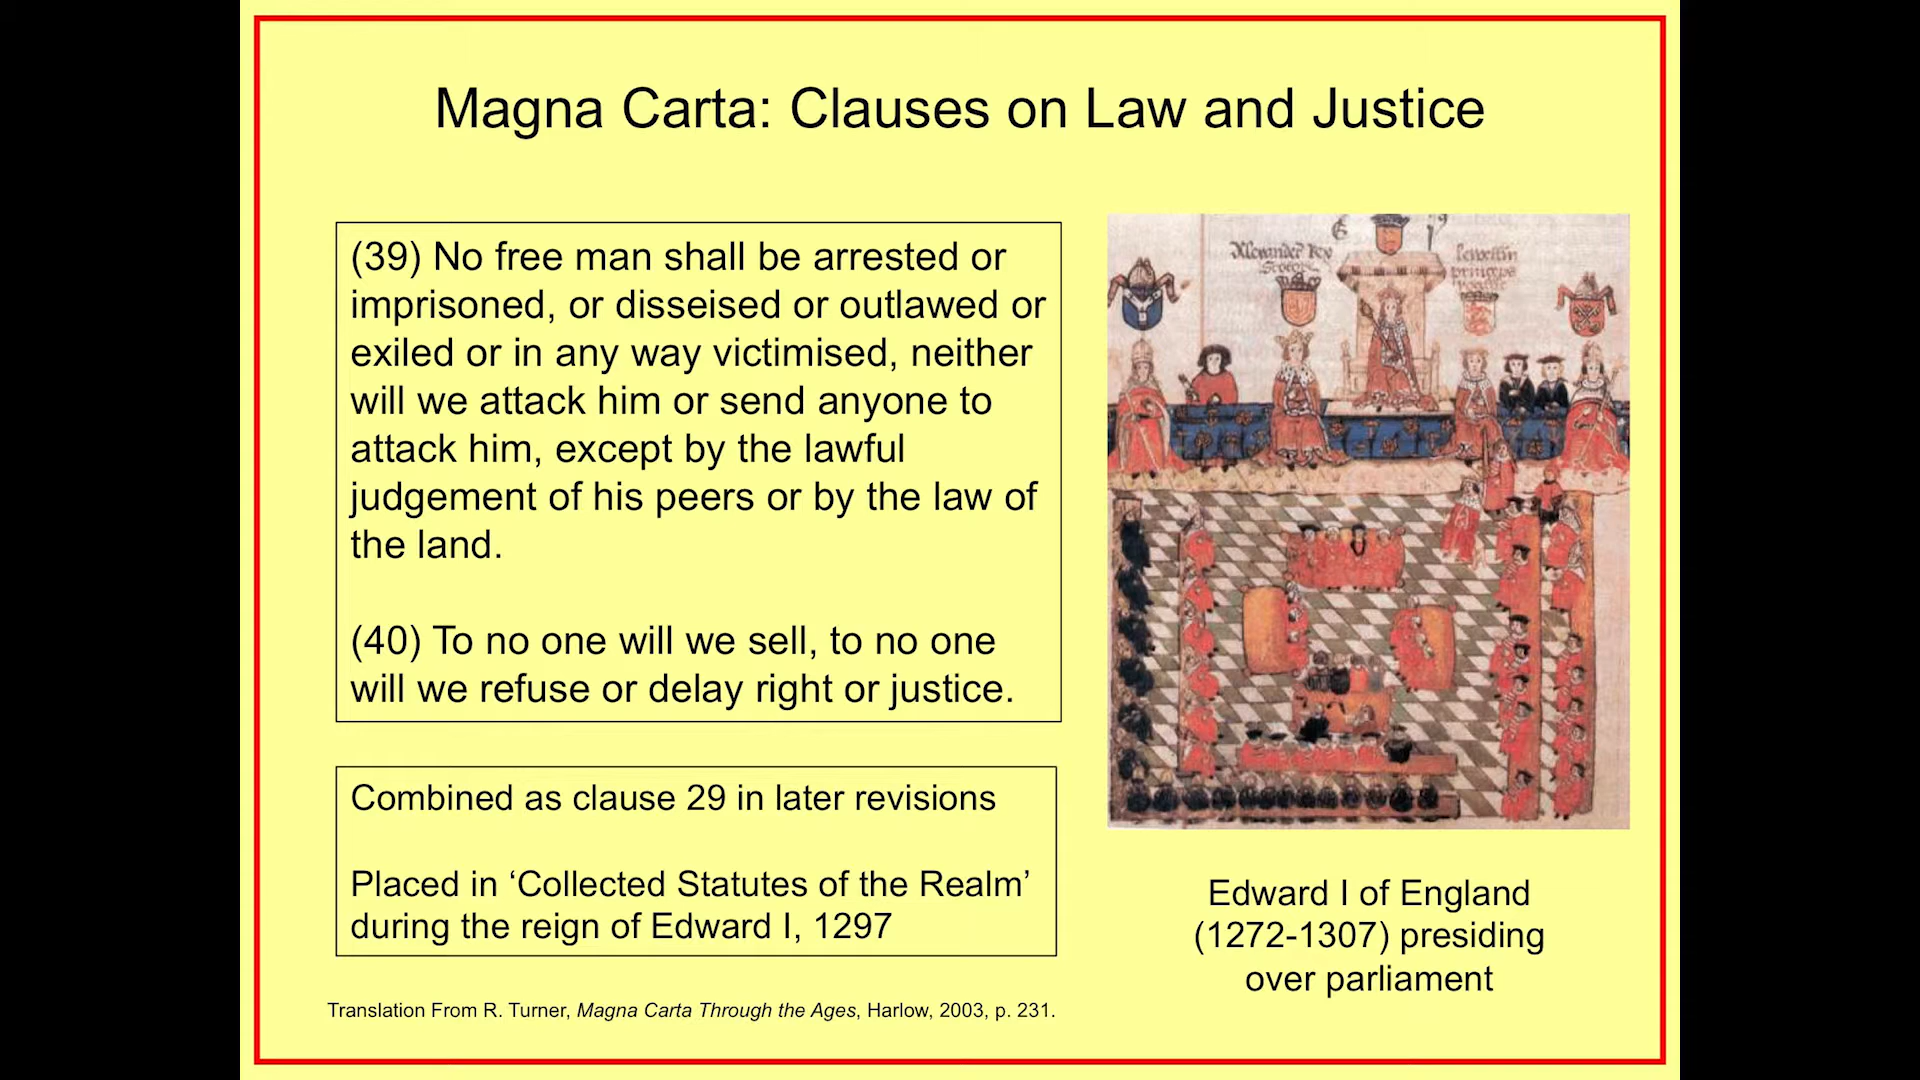 Magna Carta: Clauses on Law and Justice
(39) No free man shall be arrested or
imprisoned, or disseised or outlawed or
exiled or in any way victimised, neither
will we attack him or send anyone to
attack him, except by the lawful
judgement of his peers or by the law of
the land.
(40) To no one will we sell, to no one
will we refuse or delay right or justice.
Combined as clause 29 in later revisions
Placed in ‘Collected Statutes of the Realm’
during the reign of Edward I, 1297
Translation From R. Turner, Magna Carta Through the Ages, Harlow, 2003, p. 231.
Alexander Rex
princeps
Edward I of England
(1272-1307) presiding
over parliament